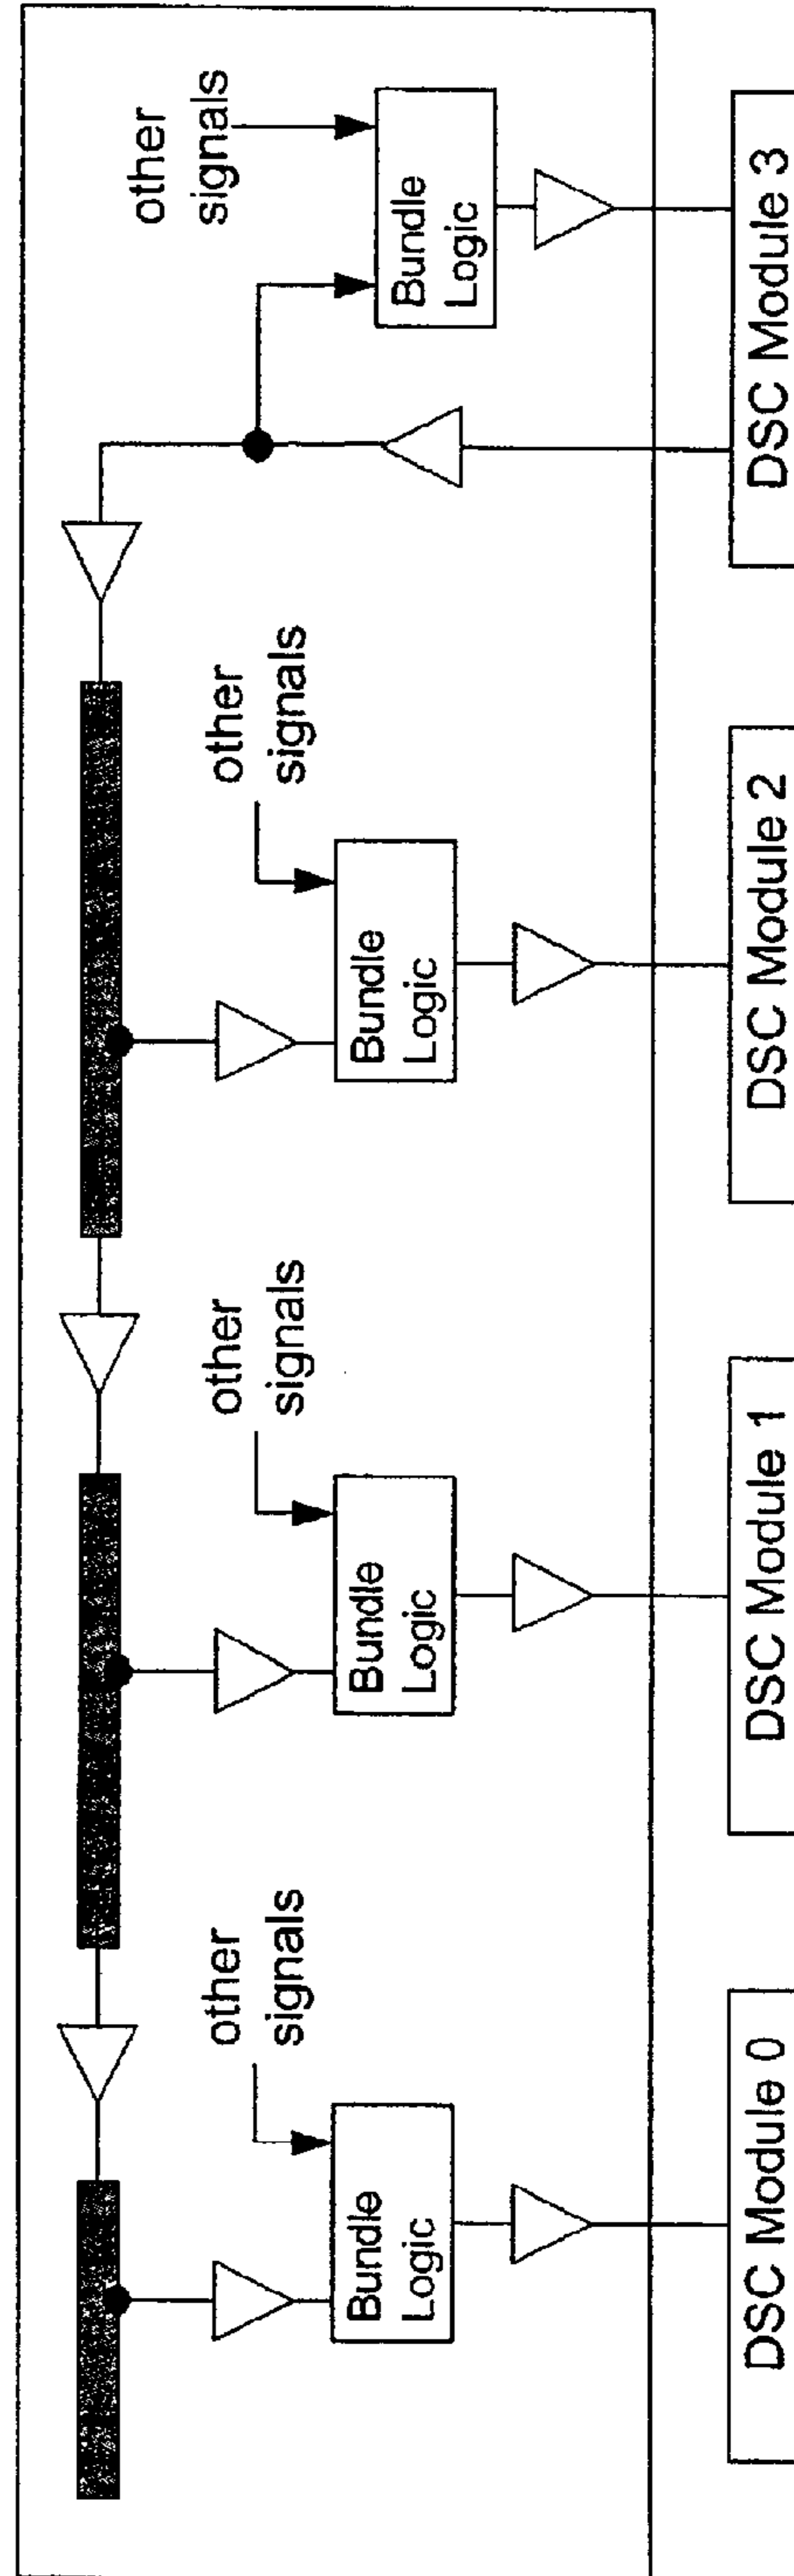 other
signals
Bundle
Logic
DSC Module 0
other
signals
Bundle
Logic
DSC Module 1
other
signals
Bundle
Logic
DSC Module 2
other
signals
Bundle
Logic
DSC Module 3